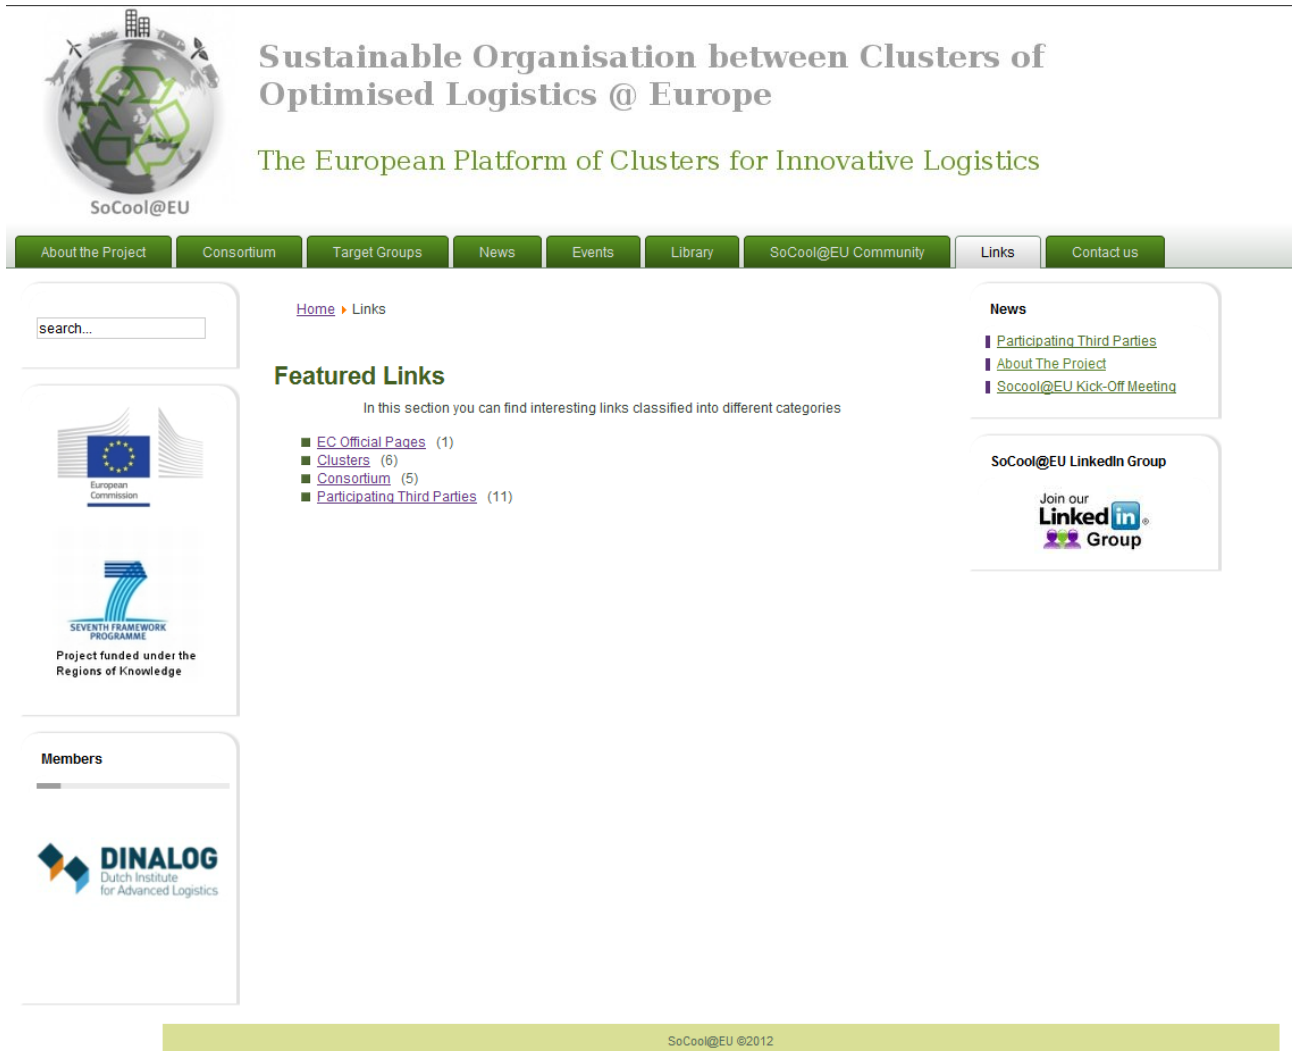 Sustainable Organisation between Clusters of
Optimised Logistics @ Europe
The European Platform of Clusters for Innovative Logistics
SoCool@EU
About the Project
Consortium
Target Groups
News
Events
Library
SoCool@EU Community
Links
Contact us
search...
European
Commission
7
SEVENTH FRAMEWORK
PROGRAMME
Project funded under the
Regions of Knowledge
Members
DINALOG
Dutch Institute
for Advanced Logistics
Home Links
Featured Links
In this section you can find interesting links classified into different categories
EC Official Pages (1)
Clusters (6)
Consortium (5)
Participating Third Parties (11)
News
Participating Third Parties
About The Project
Socool@EU Kick-Off Meeting
SoCool@EU LinkedIn Group
Join our
Linked in ®
Group
SoCool@EU ©2012